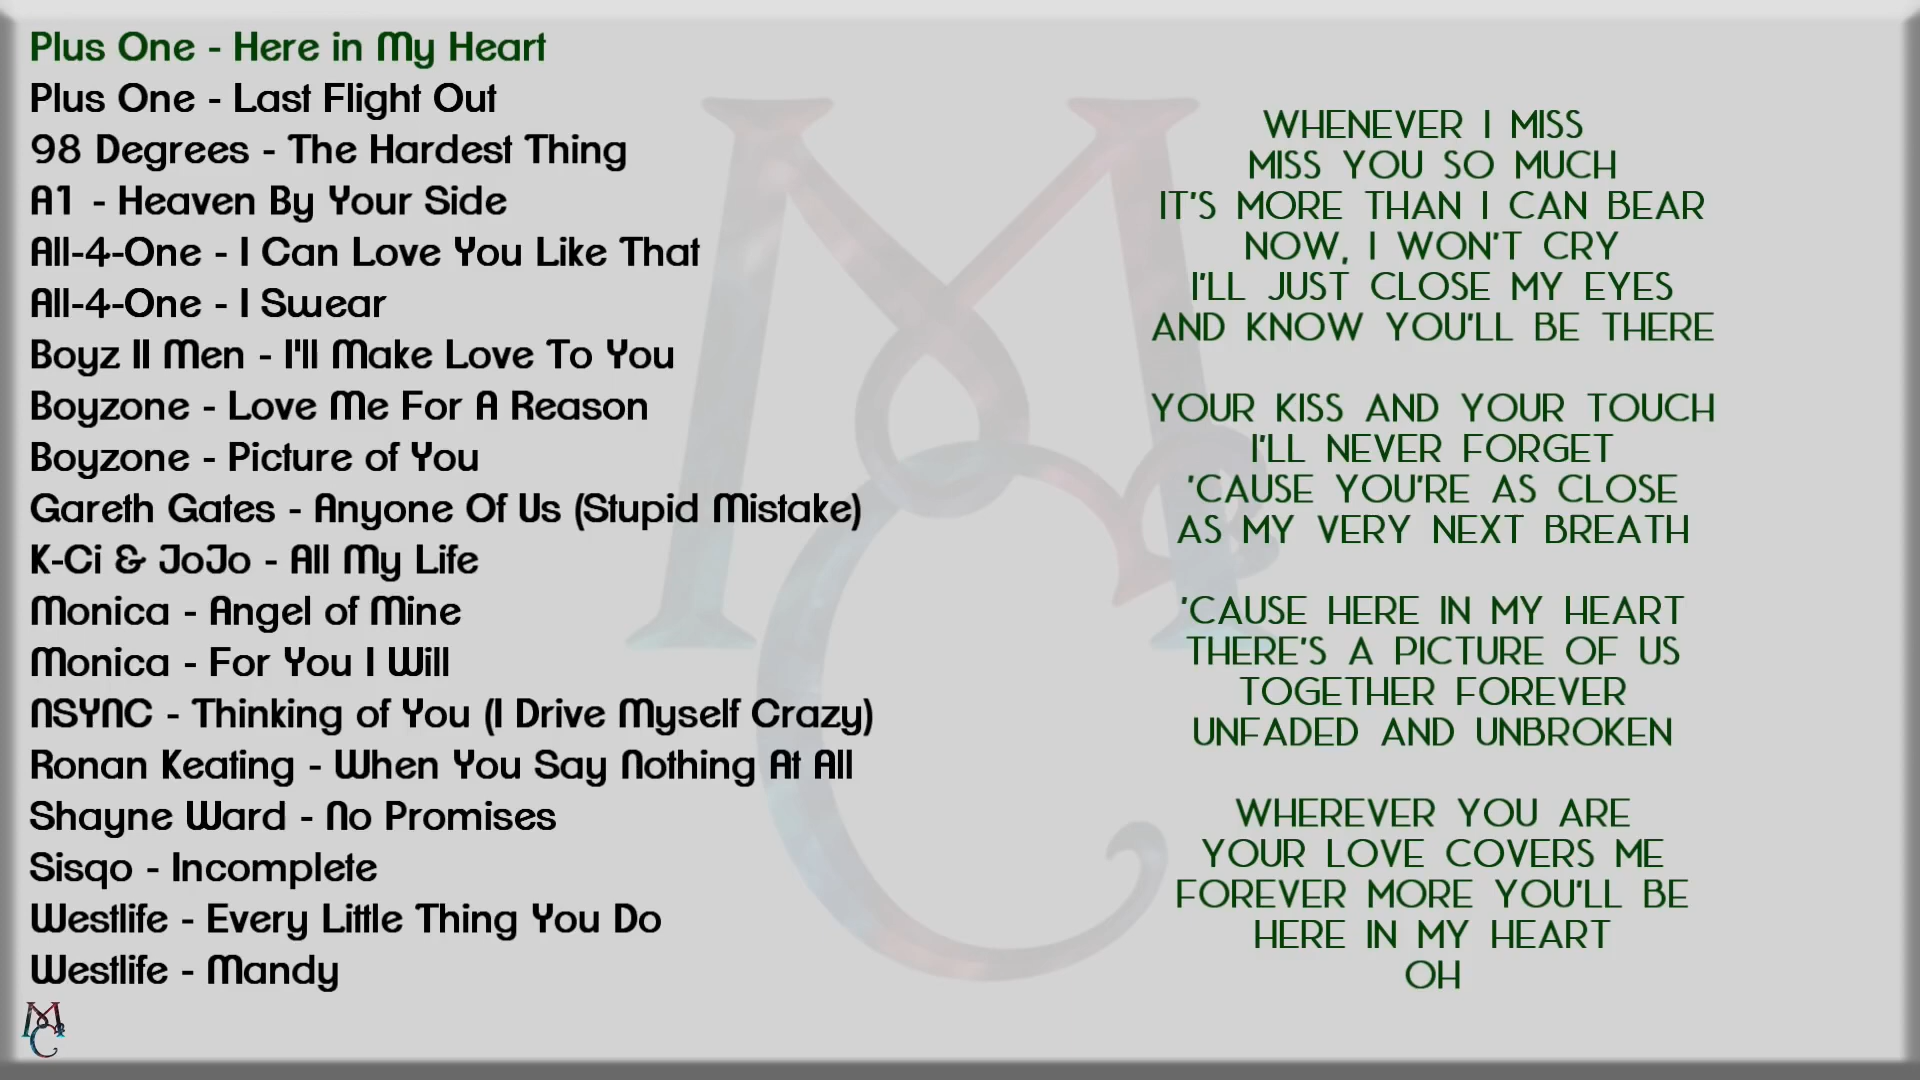 Plus One - Here in My Heart
Plus One - Last Flight Out
98 Degrees - The Hardest Thing
A1 - Heaven By Your Side
All-4-One - I Can Love You Like That
All-4-One - I Swear
Boyz II Men - I'll Make Love To You
Boyzone - Love Me For A Reason
Boyzone - Picture of You
Gareth Gates - Anyone Of Us (Stupid Mistake)
K-Ci & JoJo - All My Life
Monica - Angel of Mine
Monica - For You I Will
NSYNC - Thinking of You (I Drive Myself Crazy)
Ronan Keating - When You Say Nothing At All
Shayne Ward - No Promises
Sisqo - Incomplete
Westlife - Every Little Thing You Do
Westlife - Mandy
MC
WHENEVER I MISS
MISS YOU SO MUCH
IT'S MORE THAN I CAN BEAR
NOW, I WON'T CRY
I'LL JUST CLOSE MY EYES
AND KNOW YOU'LL BE THERE
YOUR KISS AND YOUR TOUCH
I'LL NEVER FORGET
'CAUSE YOU'RE AS CLOSE
AS MY VERY NEXT BREATH
'CAUSE HERE IN MY HEART
THERE'S A PICTURE OF US
TOGETHER FOREVER
UNFADED AND UNBROKEN
WHEREVER YOU ARE
YOUR LOVE COVERS ME
FOREVER MORE YOU'LL BE
HERE IN MY HEART
OH
MC